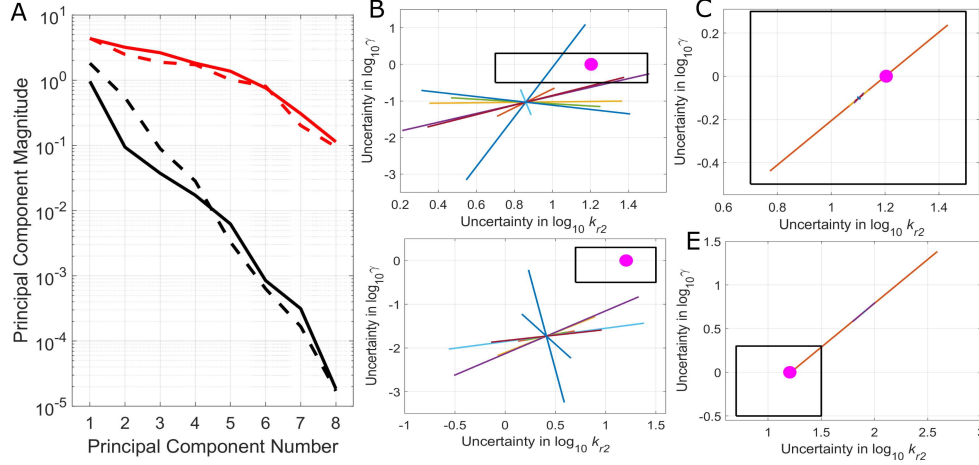 A
10^2
10^1
10^0
10^-1
10^-2
10^-3
10^-4
10^-5
Principal Component Magnitude
1 2 3 4 5 6 7 8
Principal Component Number
B
1
0
-1
-2
-3
Uncertainty in log10 γ
0.2 0.4 0.6 0.8 1 1.2 1.4
Uncertainty in log10 kr2
0
-1
-2
-3
Uncertainty in log10 γ
-1 -0.5 0 0.5 1 1.5
Uncertainty in log10 kr2
C
0.2
0
-0.2
-0.4
Uncertainty in log10 γ
0.6 0.8 1 1.2 1.4
Uncertainty in log10 kr2
E
1.5
1
0.5
0
-0.5
Uncertainty in log10 γ
1 1.5 2 2.5 3
Uncertainty in log10 kr2